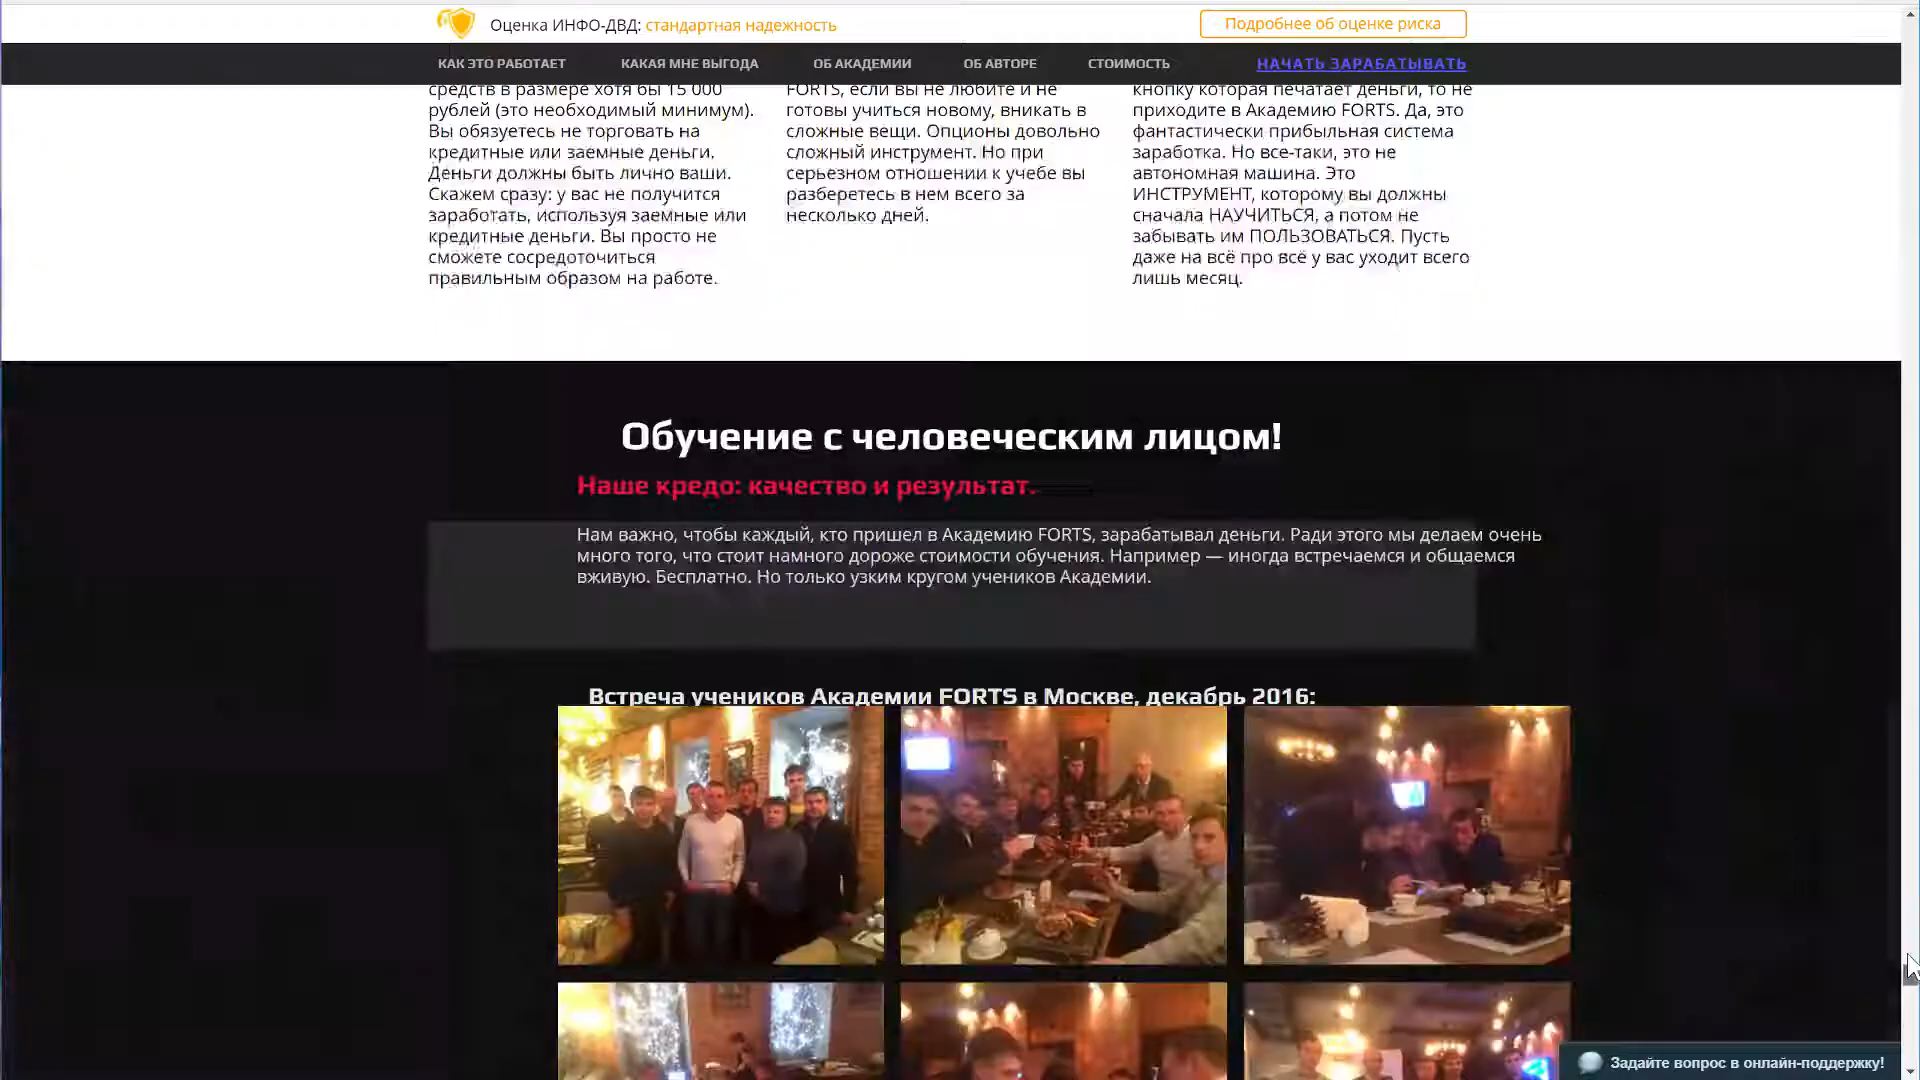 Оценка ИНФО-ДВД: стандартная надежность
Подробнее об оценке риска
КАК ЭТО РАБОТАЕТ
КАКАЯ МНЕ ВЫГОДА
ОБ АКАДЕМИИ
ОБ АВТОРЕ
СТОИМОСТЬ
НАЧАТЬ ЗАРАБАТЫВАТЬ
средств в размере хотя бы 15 000
рублей (это необходимый минимум).
Вы обязуетесь не торговать на
кредитные или заемные деньги.
Деньги должны быть лично ваши.
Скажем сразу: у вас не получится
заработать, используя заемные или
кредитные деньги. Вы просто не
сможете сосредоточиться
правильным образом на работе.
FORTS, если вы не любите и не
готовы учиться новому, вникать в
сложные вещи. Опционы довольно
сложный инструмент. Но при
серьезном отношении к учебе вы
разберетесь в нем всего за
несколько дней.
кнопку которая печатает деньги, то не
приходите в Академию FORTS. Да, это
фантастически прибыльная система
заработка. Но все-таки, это не
автономная машина. Это
ИНСТРУМЕНТ, которому вы должны
сначала НАУЧИТЬСЯ, а потом не
забывать им ПОЛЬЗОВАТЬСЯ. Пусть
даже на всё про всё у вас уходит всего
лишь месяц.
Обучение с человеческим лицом!
Наше кредо: качество и результат.
Нам важно, чтобы каждый, кто пришел в Академию FORTS, зарабатывал деньги. Ради этого мы делаем очень
много того, что стоит намного дороже стоимости обучения. Например — иногда встречаемся и общаемся
вживую. Бесплатно. Но только узким кругом учеников Академии.
Встреча учеников Академии FORTS в Москве, декабрь 2016:
Задайте вопрос в онлайн-поддержку!